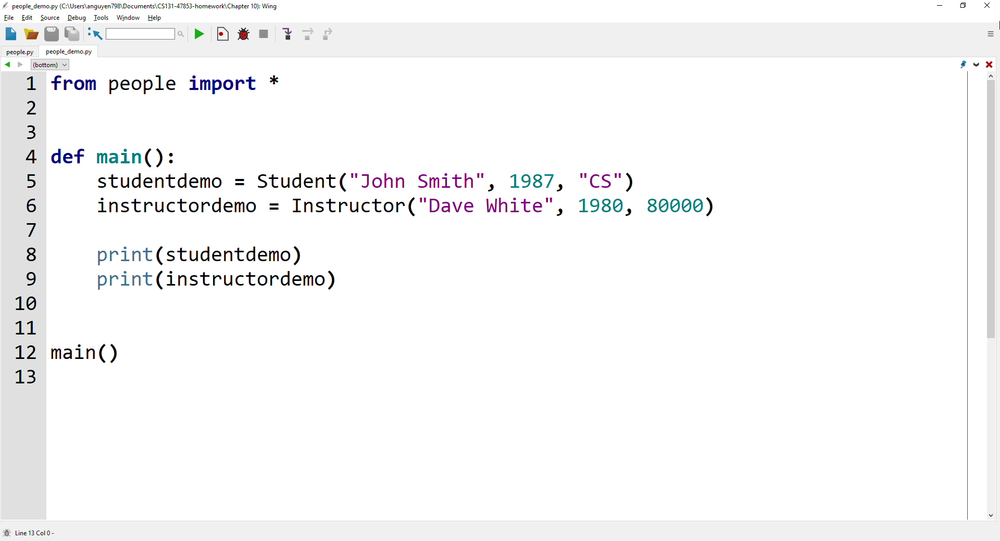 people_demo.py (C:\Users\anguyen798\Documents\CS131-47853-homework\Chapter 10): Wing
File Edit Source Debug Tools Window Help
people.py people_demo.py
(bottom)
1 from people import *
2
3
4 def main():
5     studentdemo = Student("John Smith", 1987, "CS")
6     instructordemo = Instructor("Dave White", 1980, 80000)
7
8     print(studentdemo)
9     print(instructordemo)
10
11
12 main()
13
Line 13 Col 0 -